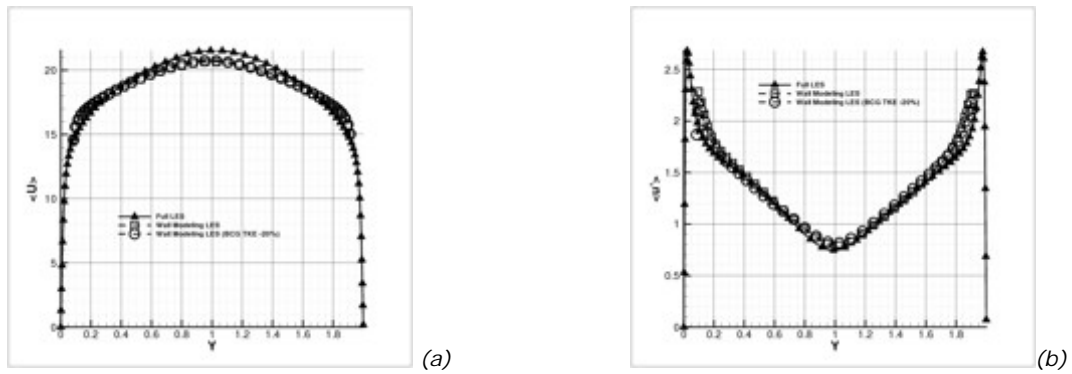 20
15
10
5
0
<U>
0.2 0.4 0.6 0.8 1 1.2 1.4 1.6 1.8
Y
Full LES
Wall Modeling LES
Wall Modeling LES (BCG TKE -20%)
(a)
2.5
2
1.5
1
0.5
0
<u'>
0.2 0.4 0.6 0.8 1 1.2 1.4 1.6 1.8
Y
Full LES
Wall Modeling LES
Wall Modeling LES (BCG TKE -20%)
(b)